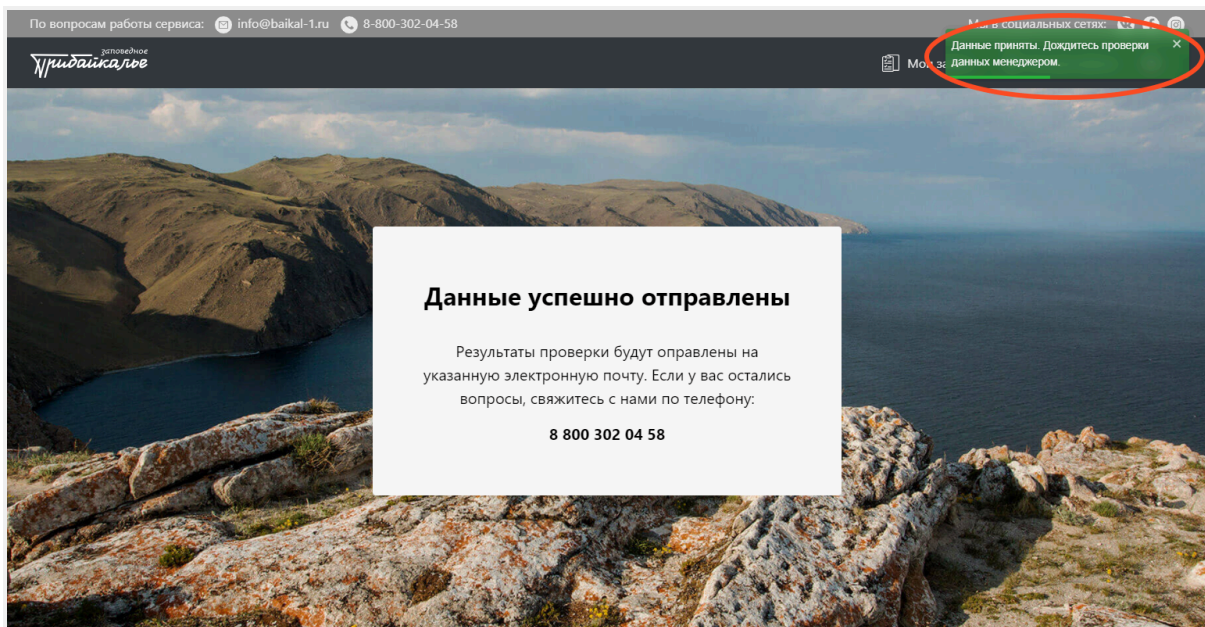 По вопросам работы сервиса: info@baikal-1.ru 8-800-302-04-58
Мы в социальных сетях:
заповедное
Прибайкалье
Мои
Данные приняты. Дождитесь проверки
данных менеджером.
Данные успешно отправлены
Результаты проверки будут оправлены на
указанную электронную почту. Если у вас остались
вопросы, свяжитесь с нами по телефону:
8 800 302 04 58